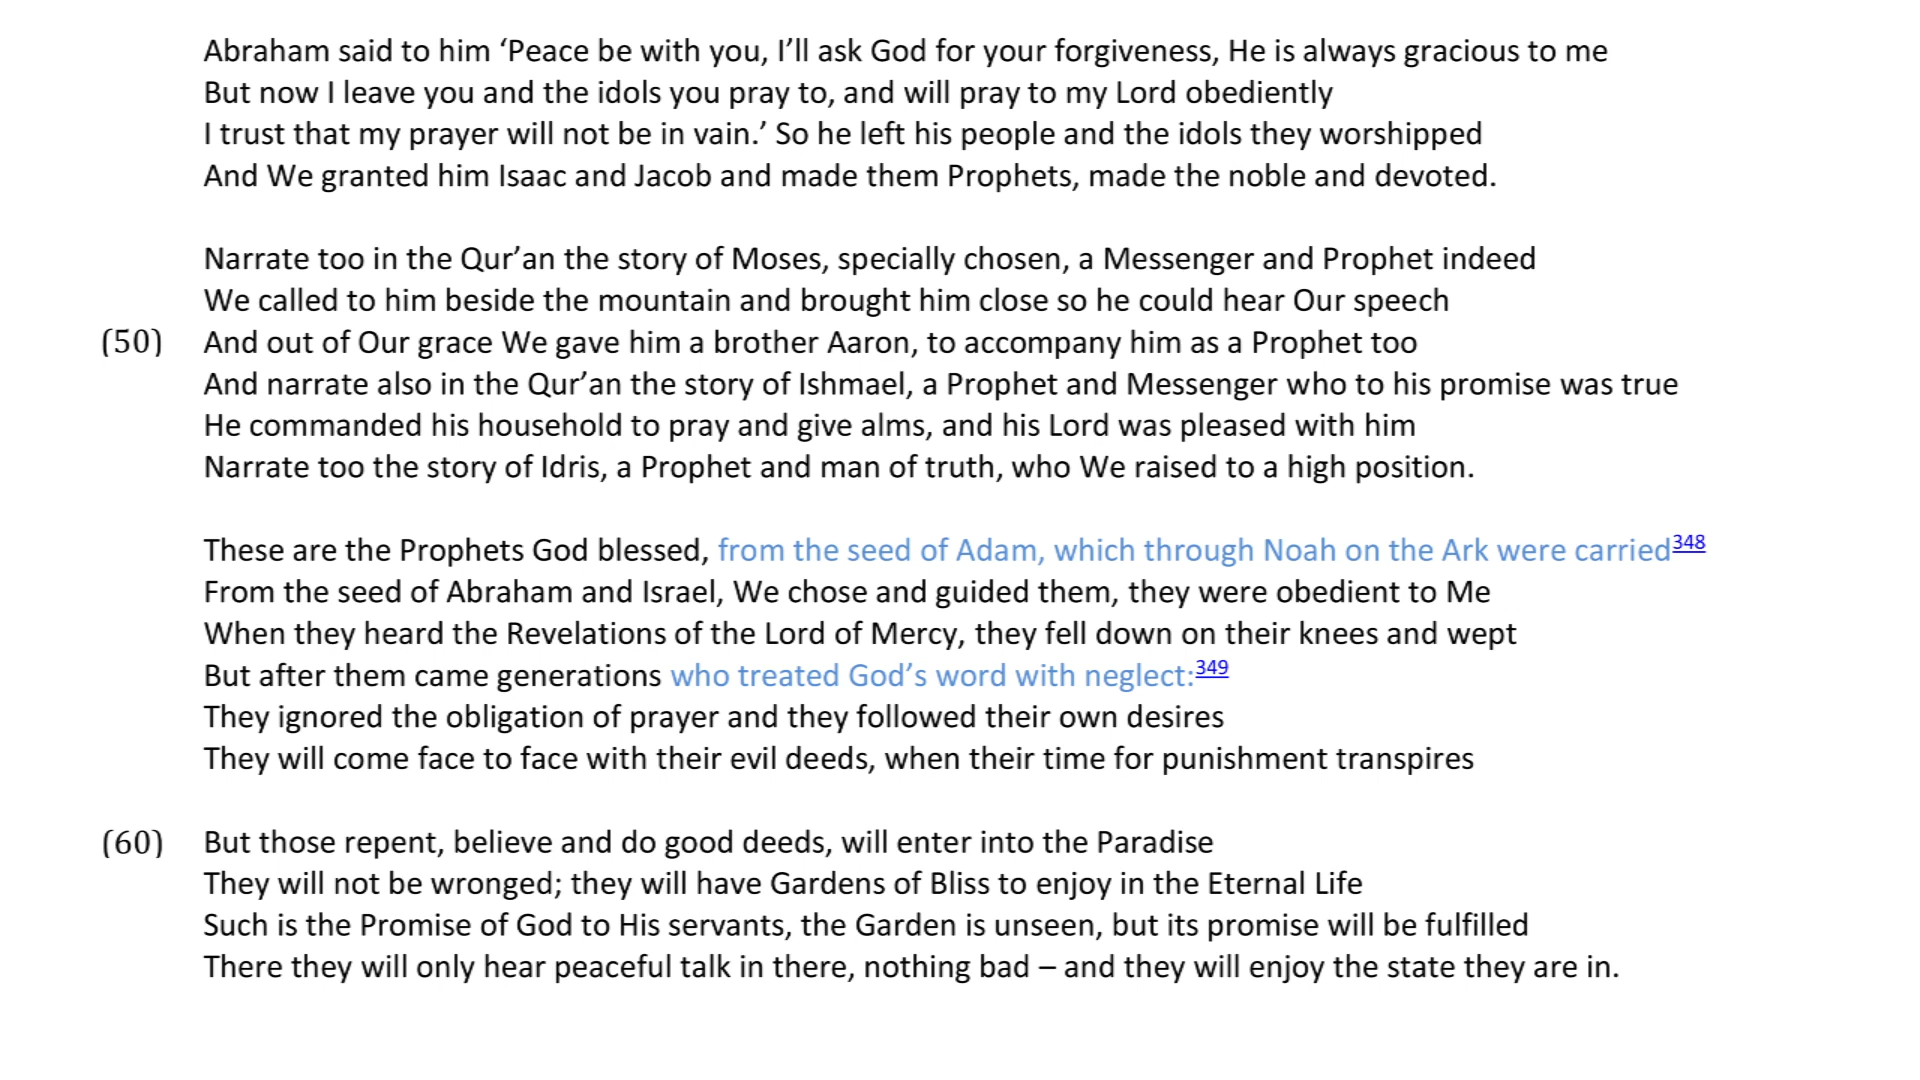 Abraham said to him ‘Peace be with you, I’ll ask God for your forgiveness, He is always gracious to me
But now I leave you and the idols you pray to, and will pray to my Lord obediently
I trust that my prayer will not be in vain.’ So he left his people and the idols they worshipped
And We granted him Isaac and Jacob and made them Prophets, made the noble and devoted.
Narrate too in the Qur’an the story of Moses, specially chosen, a Messenger and Prophet indeed
We called to him beside the mountain and brought him close so he could hear Our speech
(50) And out of Our grace We gave him a brother Aaron, to accompany him as a Prophet too
And narrate also in the Qur’an the story of Ishmael, a Prophet and Messenger who to his promise was true
He commanded his household to pray and give alms, and his Lord was pleased with him
Narrate too the story of Idris, a Prophet and man of truth, who We raised to a high position.
These are the Prophets God blessed, from the seed of Adam, which through Noah on the Ark were carried348
From the seed of Abraham and Israel, We chose and guided them, they were obedient to Me
When they heard the Revelations of the Lord of Mercy, they fell down on their knees and wept
But after them came generations who treated God’s word with neglect:349
They ignored the obligation of prayer and they followed their own desires
They will come face to face with their evil deeds, when their time for punishment transpires
(60) But those repent, believe and do good deeds, will enter into the Paradise
They will not be wronged; they will have Gardens of Bliss to enjoy in the Eternal Life
Such is the Promise of God to His servants, the Garden is unseen, but its promise will be fulfilled
There they will only hear peaceful talk in there, nothing bad – and they will enjoy the state they are in.